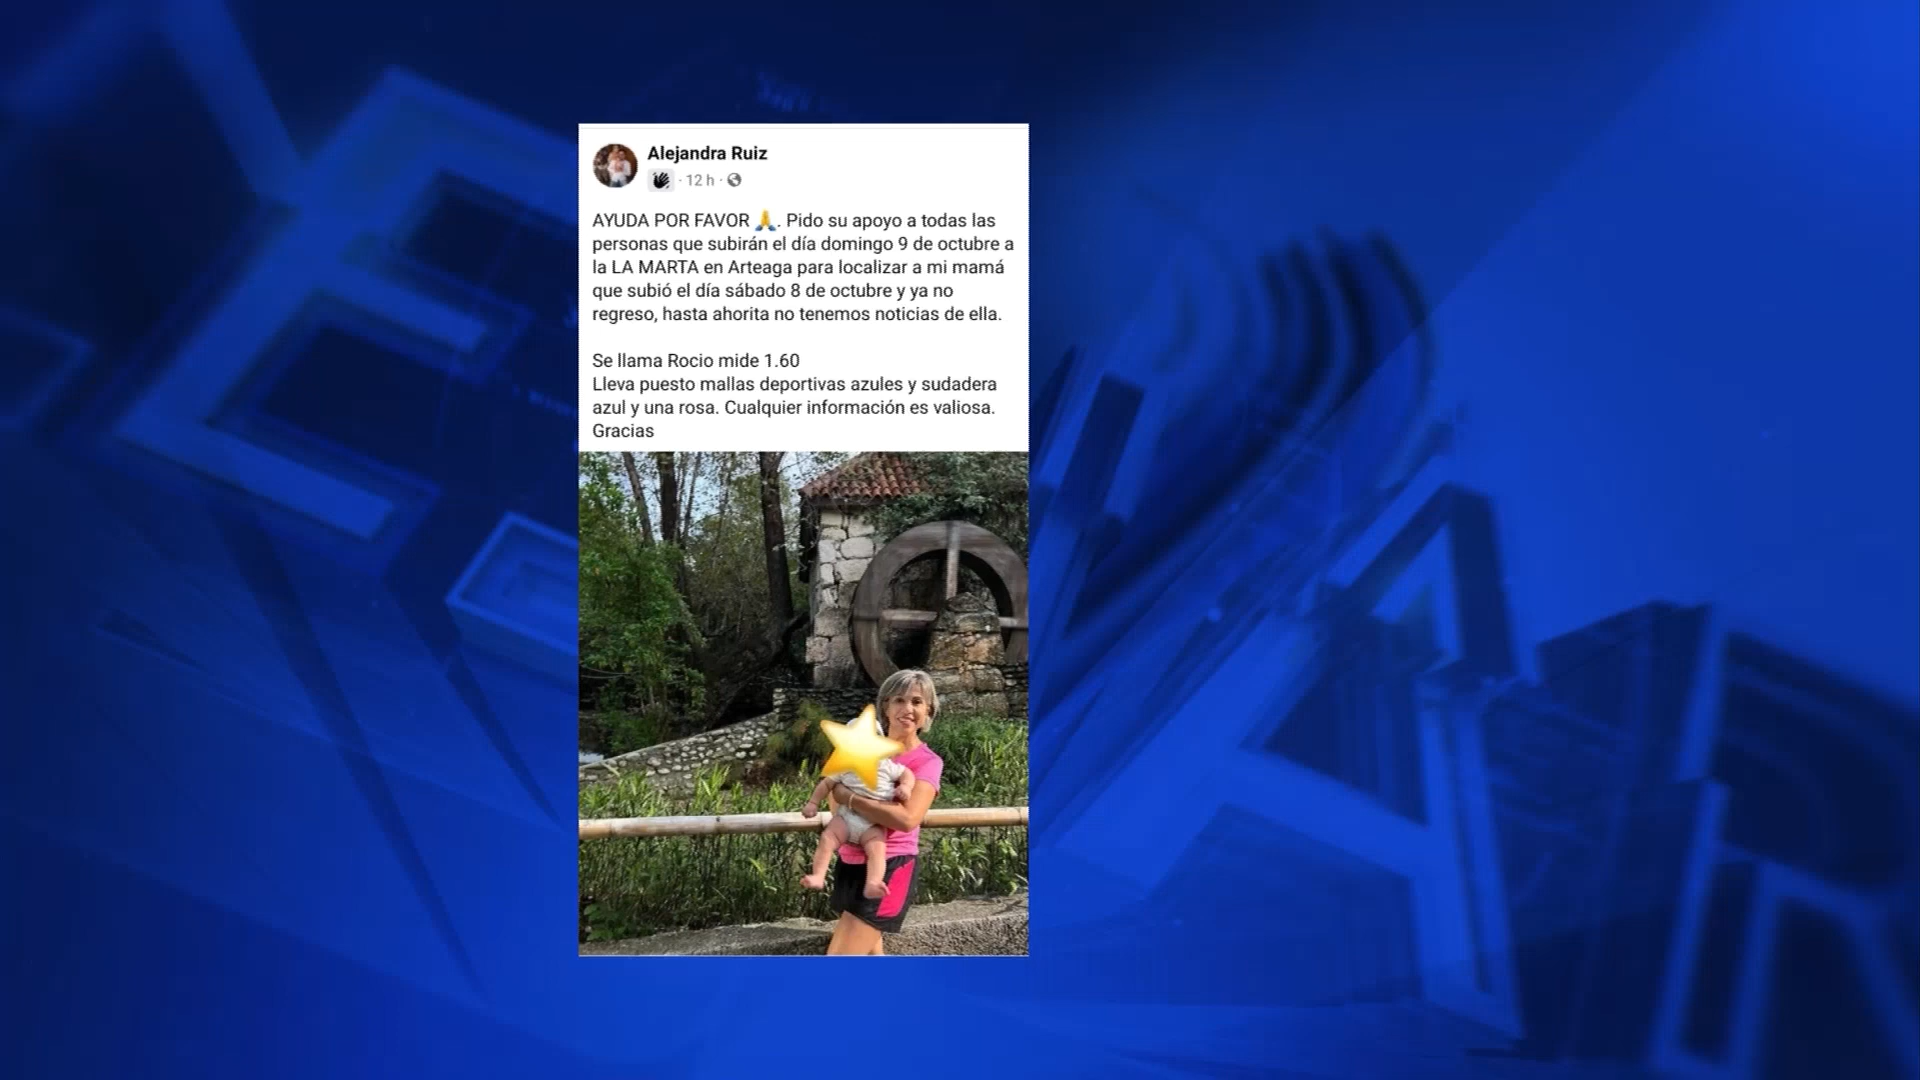 Alejandra Ruiz
· 12 h ·
AYUDA POR FAVOR 🙏. Pido su apoyo a todas las
personas que subirán el día domingo 9 de octubre a
la LA MARTA en Arteaga para localizar a mi mamá
que subió el día sábado 8 de octubre y ya no
regreso, hasta ahorita no tenemos noticias de ella.
Se llama Rocio mide 1.60
Lleva puesto mallas deportivas azules y sudadera
azul y una rosa. Cualquier información es valiosa.
Gracias